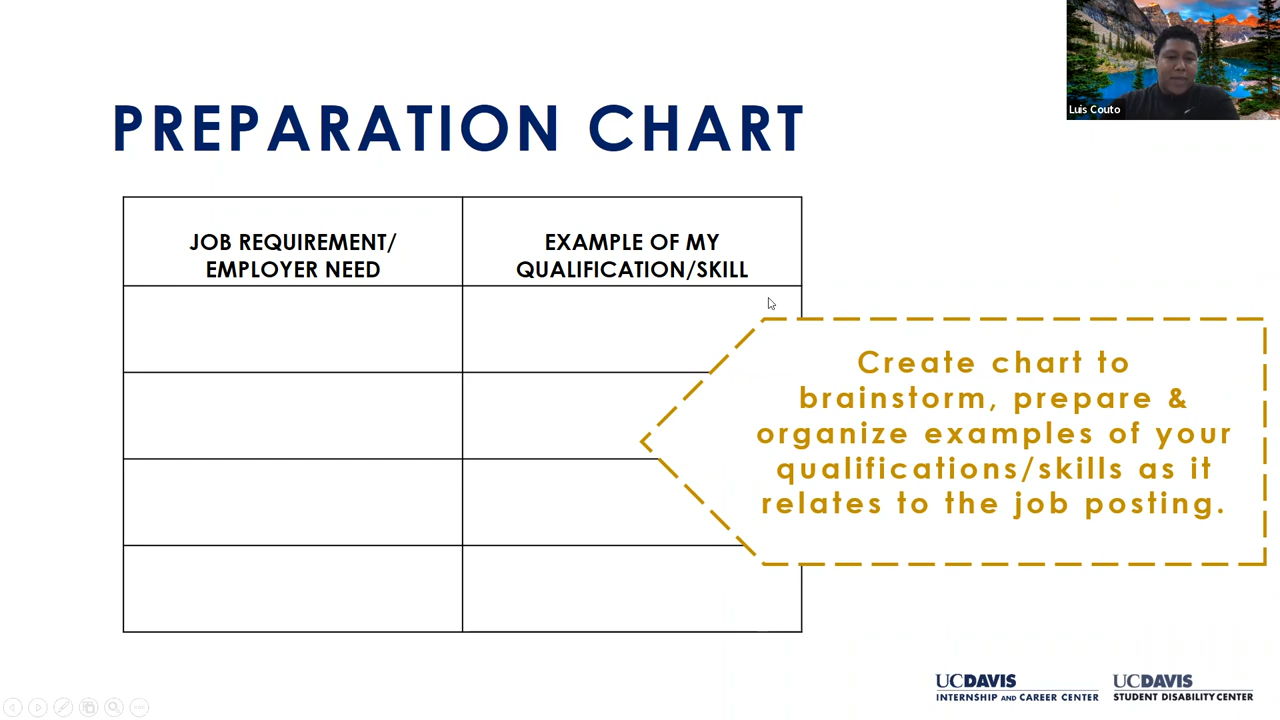 Luis Couto
PREPARATION CHART
JOB REQUIREMENT/
EMPLOYER NEED
EXAMPLE OF MY
QUALIFICATION/SKILL
Create chart to
brainstorm, prepare &
organize examples of your
qualifications/skills as it
relates to the job posting.
UCDAVIS
INTERNSHIP AND CAREER CENTER
UCDAVIS
STUDENT DISABILITY CENTER